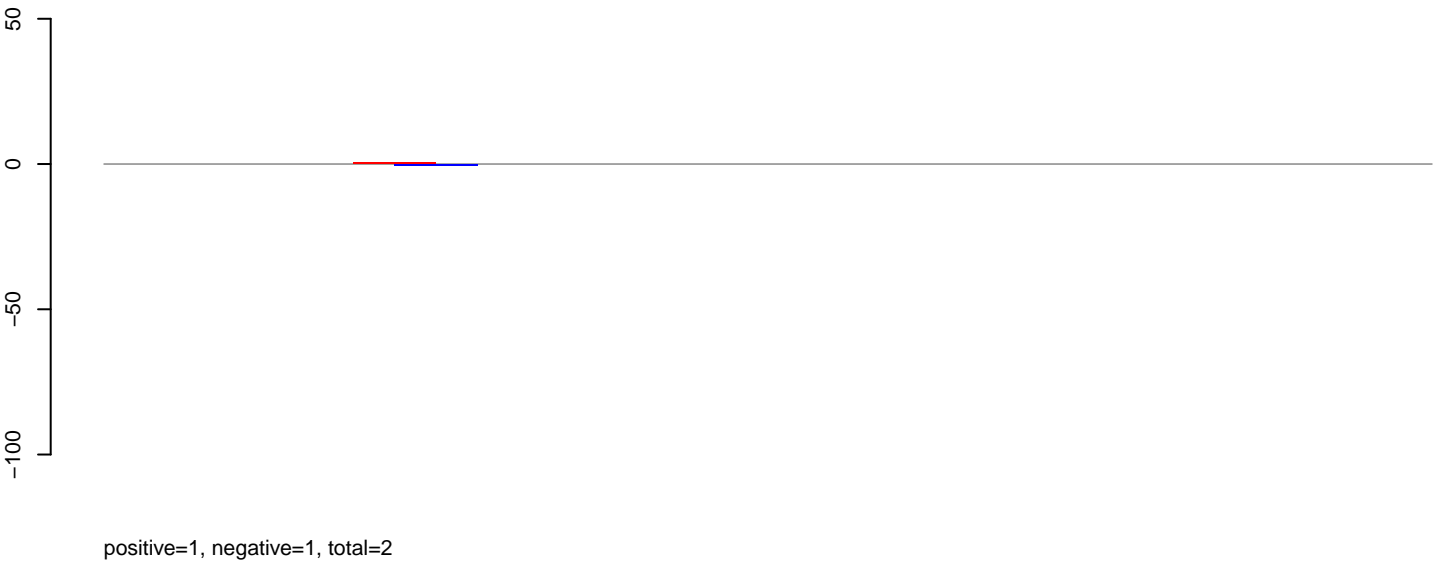 50
0
−50
−100
positive=1, negative=1, total=2